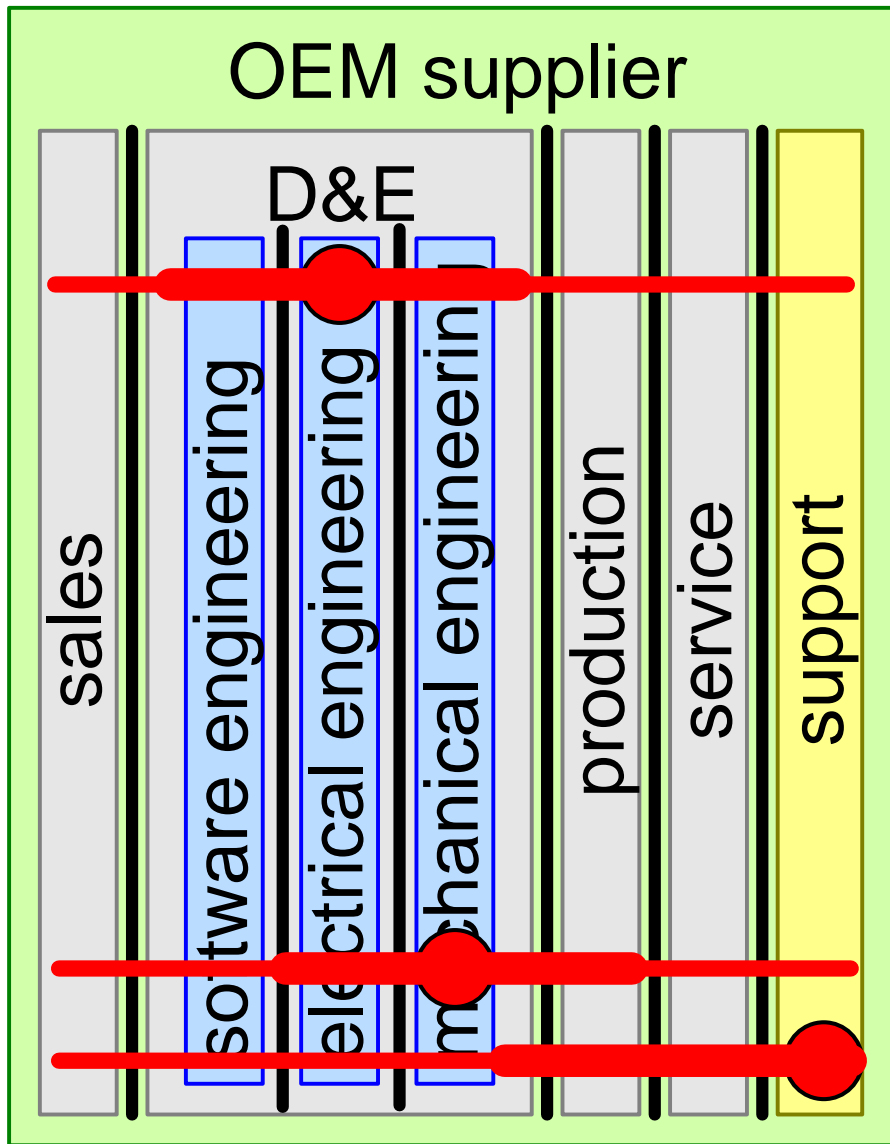 OEM supplier
D&E
sales
software engineering
electrical engineering
mechanical engineering
production
service
support